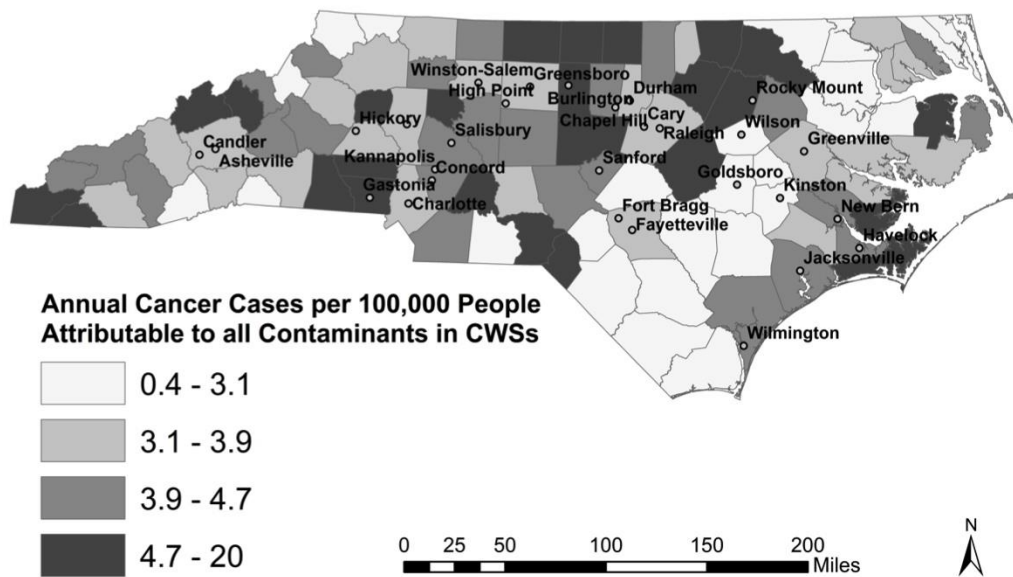 Winston-Salem
Greensboro
High Point
Burlington
Durham
Rocky Mount
Hickory
Chapel Hill
Cary
Raleigh
Wilson
Candler
Salisbury
Greenville
Asheville
Kannapolis
Concord
Sanford
Goldsboro
Kinston
Gastonia
Charlotte
Fort Bragg
New Bern
Fayetteville
Havelock
Jacksonville
Wilmington
Annual Cancer Cases per 100,000 People
Attributable to all Contaminants in CWSs
0.4 - 3.1
3.1 - 3.9
3.9 - 4.7
4.7 - 20
N
0 25 50 100 150 200
Miles